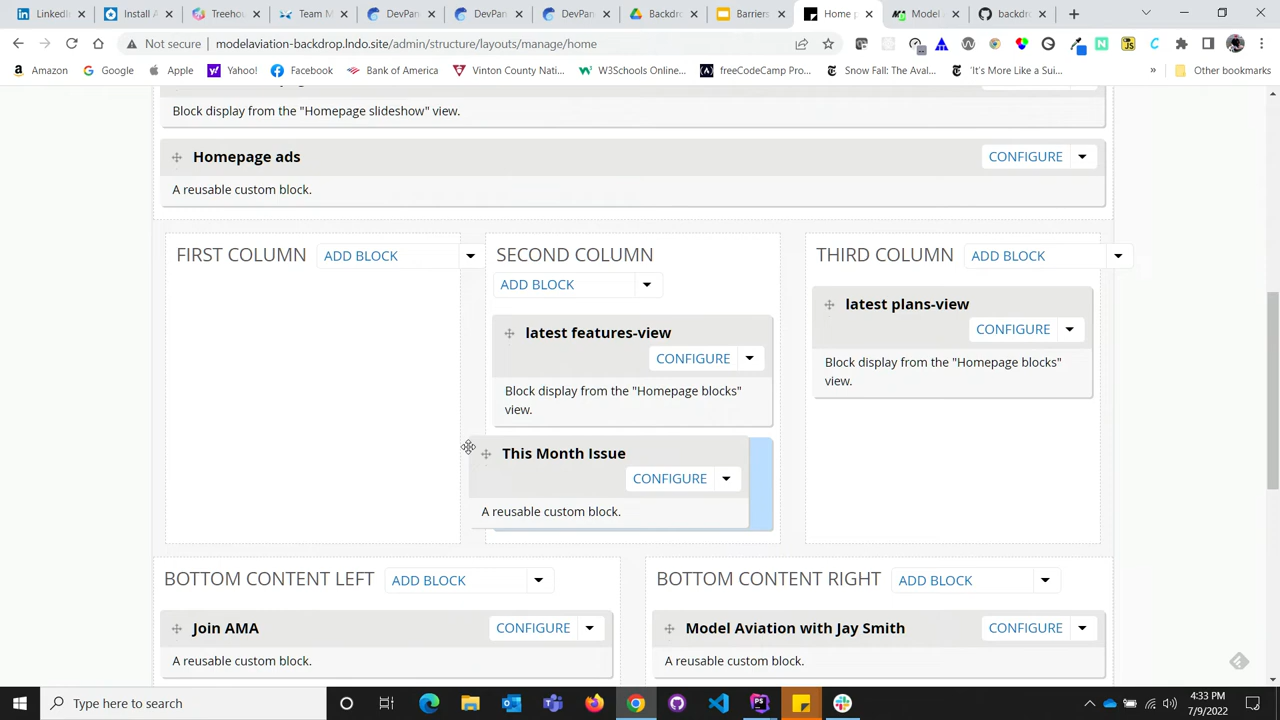 LinkedIn
Install A
Treehou
Team M
DevPan
DevPan
DevPan
Backdro
Barriers
Home p
Model A
backdro
Not secure modelaviation-backdrop.lndo.site/admin/structure/layouts/manage/home
Amazon
Google
Apple
Yahoo!
Facebook
Bank of America
Vinton County Nati...
W3Schools Online...
freeCodeCamp Pro...
Snow Fall: The Aval...
'It's More Like a Sui...
»
Other bookmarks
Block display from the "Homepage slideshow" view.
Homepage ads
CONFIGURE
A reusable custom block.
FIRST COLUMN
ADD BLOCK
SECOND COLUMN
ADD BLOCK
latest features-view
CONFIGURE
Block display from the "Homepage blocks"
view.
This Month Issue
CONFIGURE
A reusable custom block.
THIRD COLUMN
ADD BLOCK
latest plans-view
CONFIGURE
Block display from the "Homepage blocks"
view.
BOTTOM CONTENT LEFT
ADD BLOCK
Join AMA
CONFIGURE
A reusable custom block.
BOTTOM CONTENT RIGHT
ADD BLOCK
Model Aviation with Jay Smith
CONFIGURE
A reusable custom block.
Type here to search
4:33 PM
7/9/2022